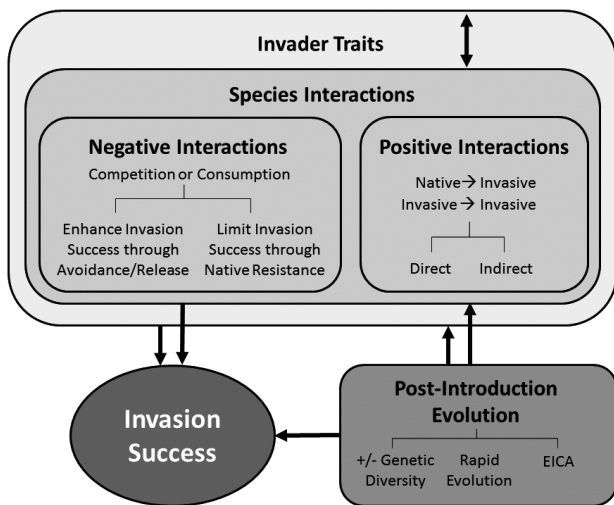 Invader Traits
Species Interactions
Negative Interactions
Competition or Consumption
Enhance Invasion
Success through
Avoidance/Release
Limit Invasion
Success through
Native Resistance
Positive Interactions
Native → Invasive
Invasive → Invasive
Direct
Indirect
Invasion
Success
Post-Introduction
Evolution
+/- Genetic
Diversity
Rapid
Evolution
EICA